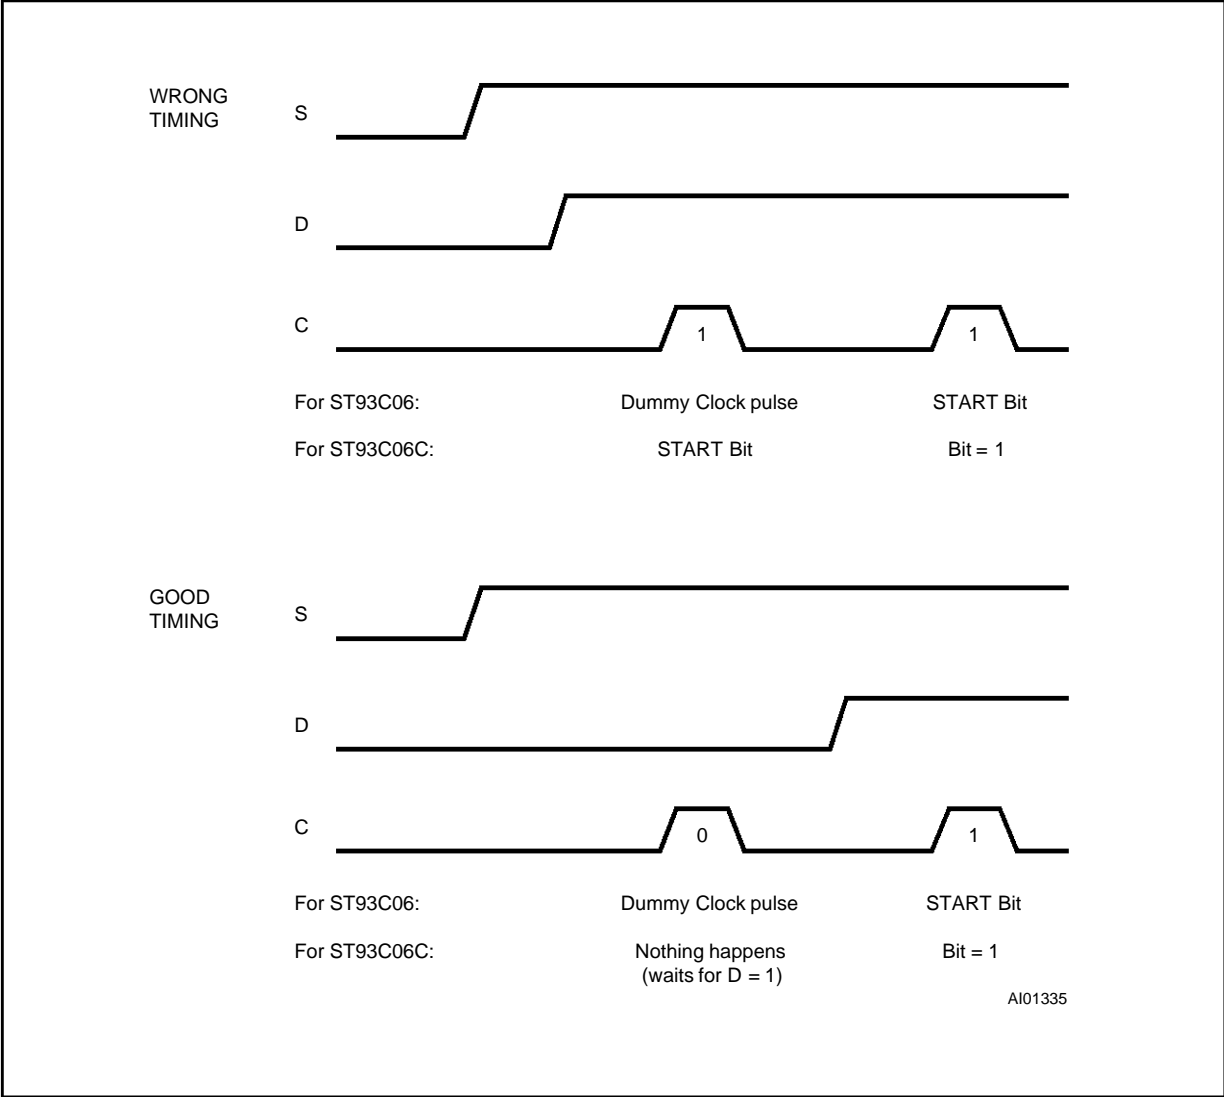 WRONG
TIMING
S
D
C
1
1
For ST93C06:
Dummy Clock pulse
START Bit
For ST93C06C:
START Bit
Bit = 1
GOOD
TIMING
S
D
C
0
1
For ST93C06:
Dummy Clock pulse
START Bit
For ST93C06C:
Nothing happens
(waits for D = 1)
Bit = 1
AI01335